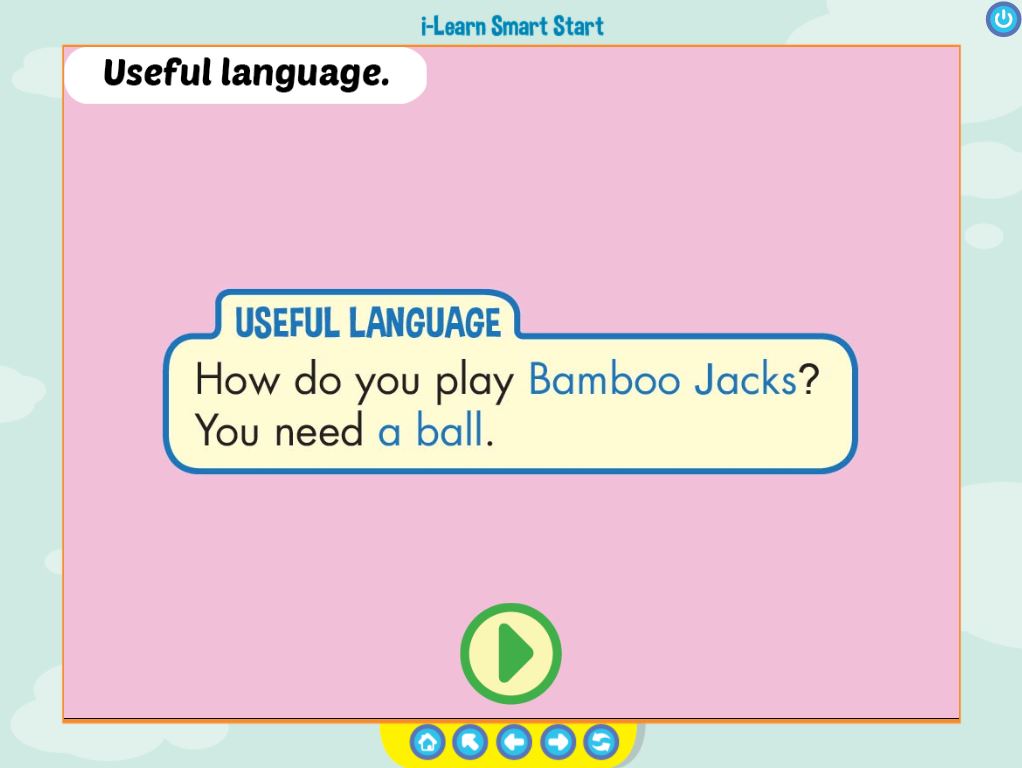 i-Learn Smart Start
Useful language.
USEFUL LANGUAGE
How do you play Bamboo Jacks?
You need a ball.